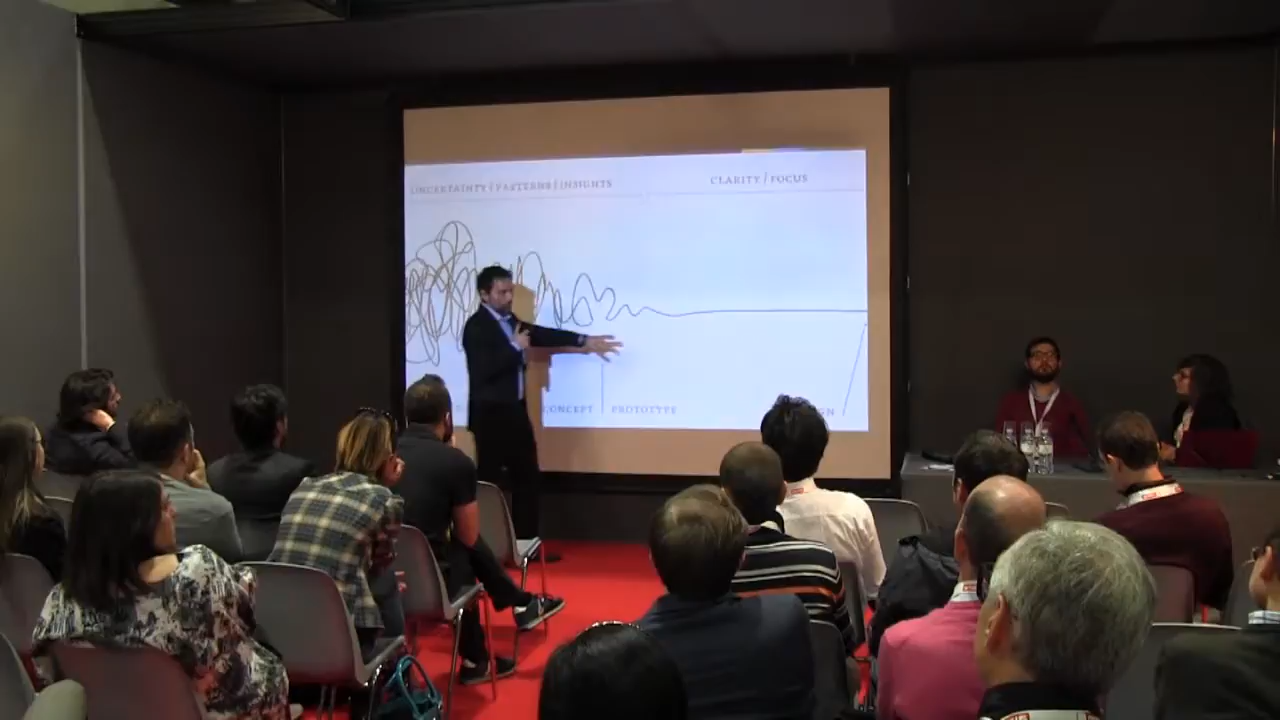 UNCERTAINTY / PATTERNS / INSIGHTS
CLARITY / FOCUS
CONCEPT
PROTOTYPE